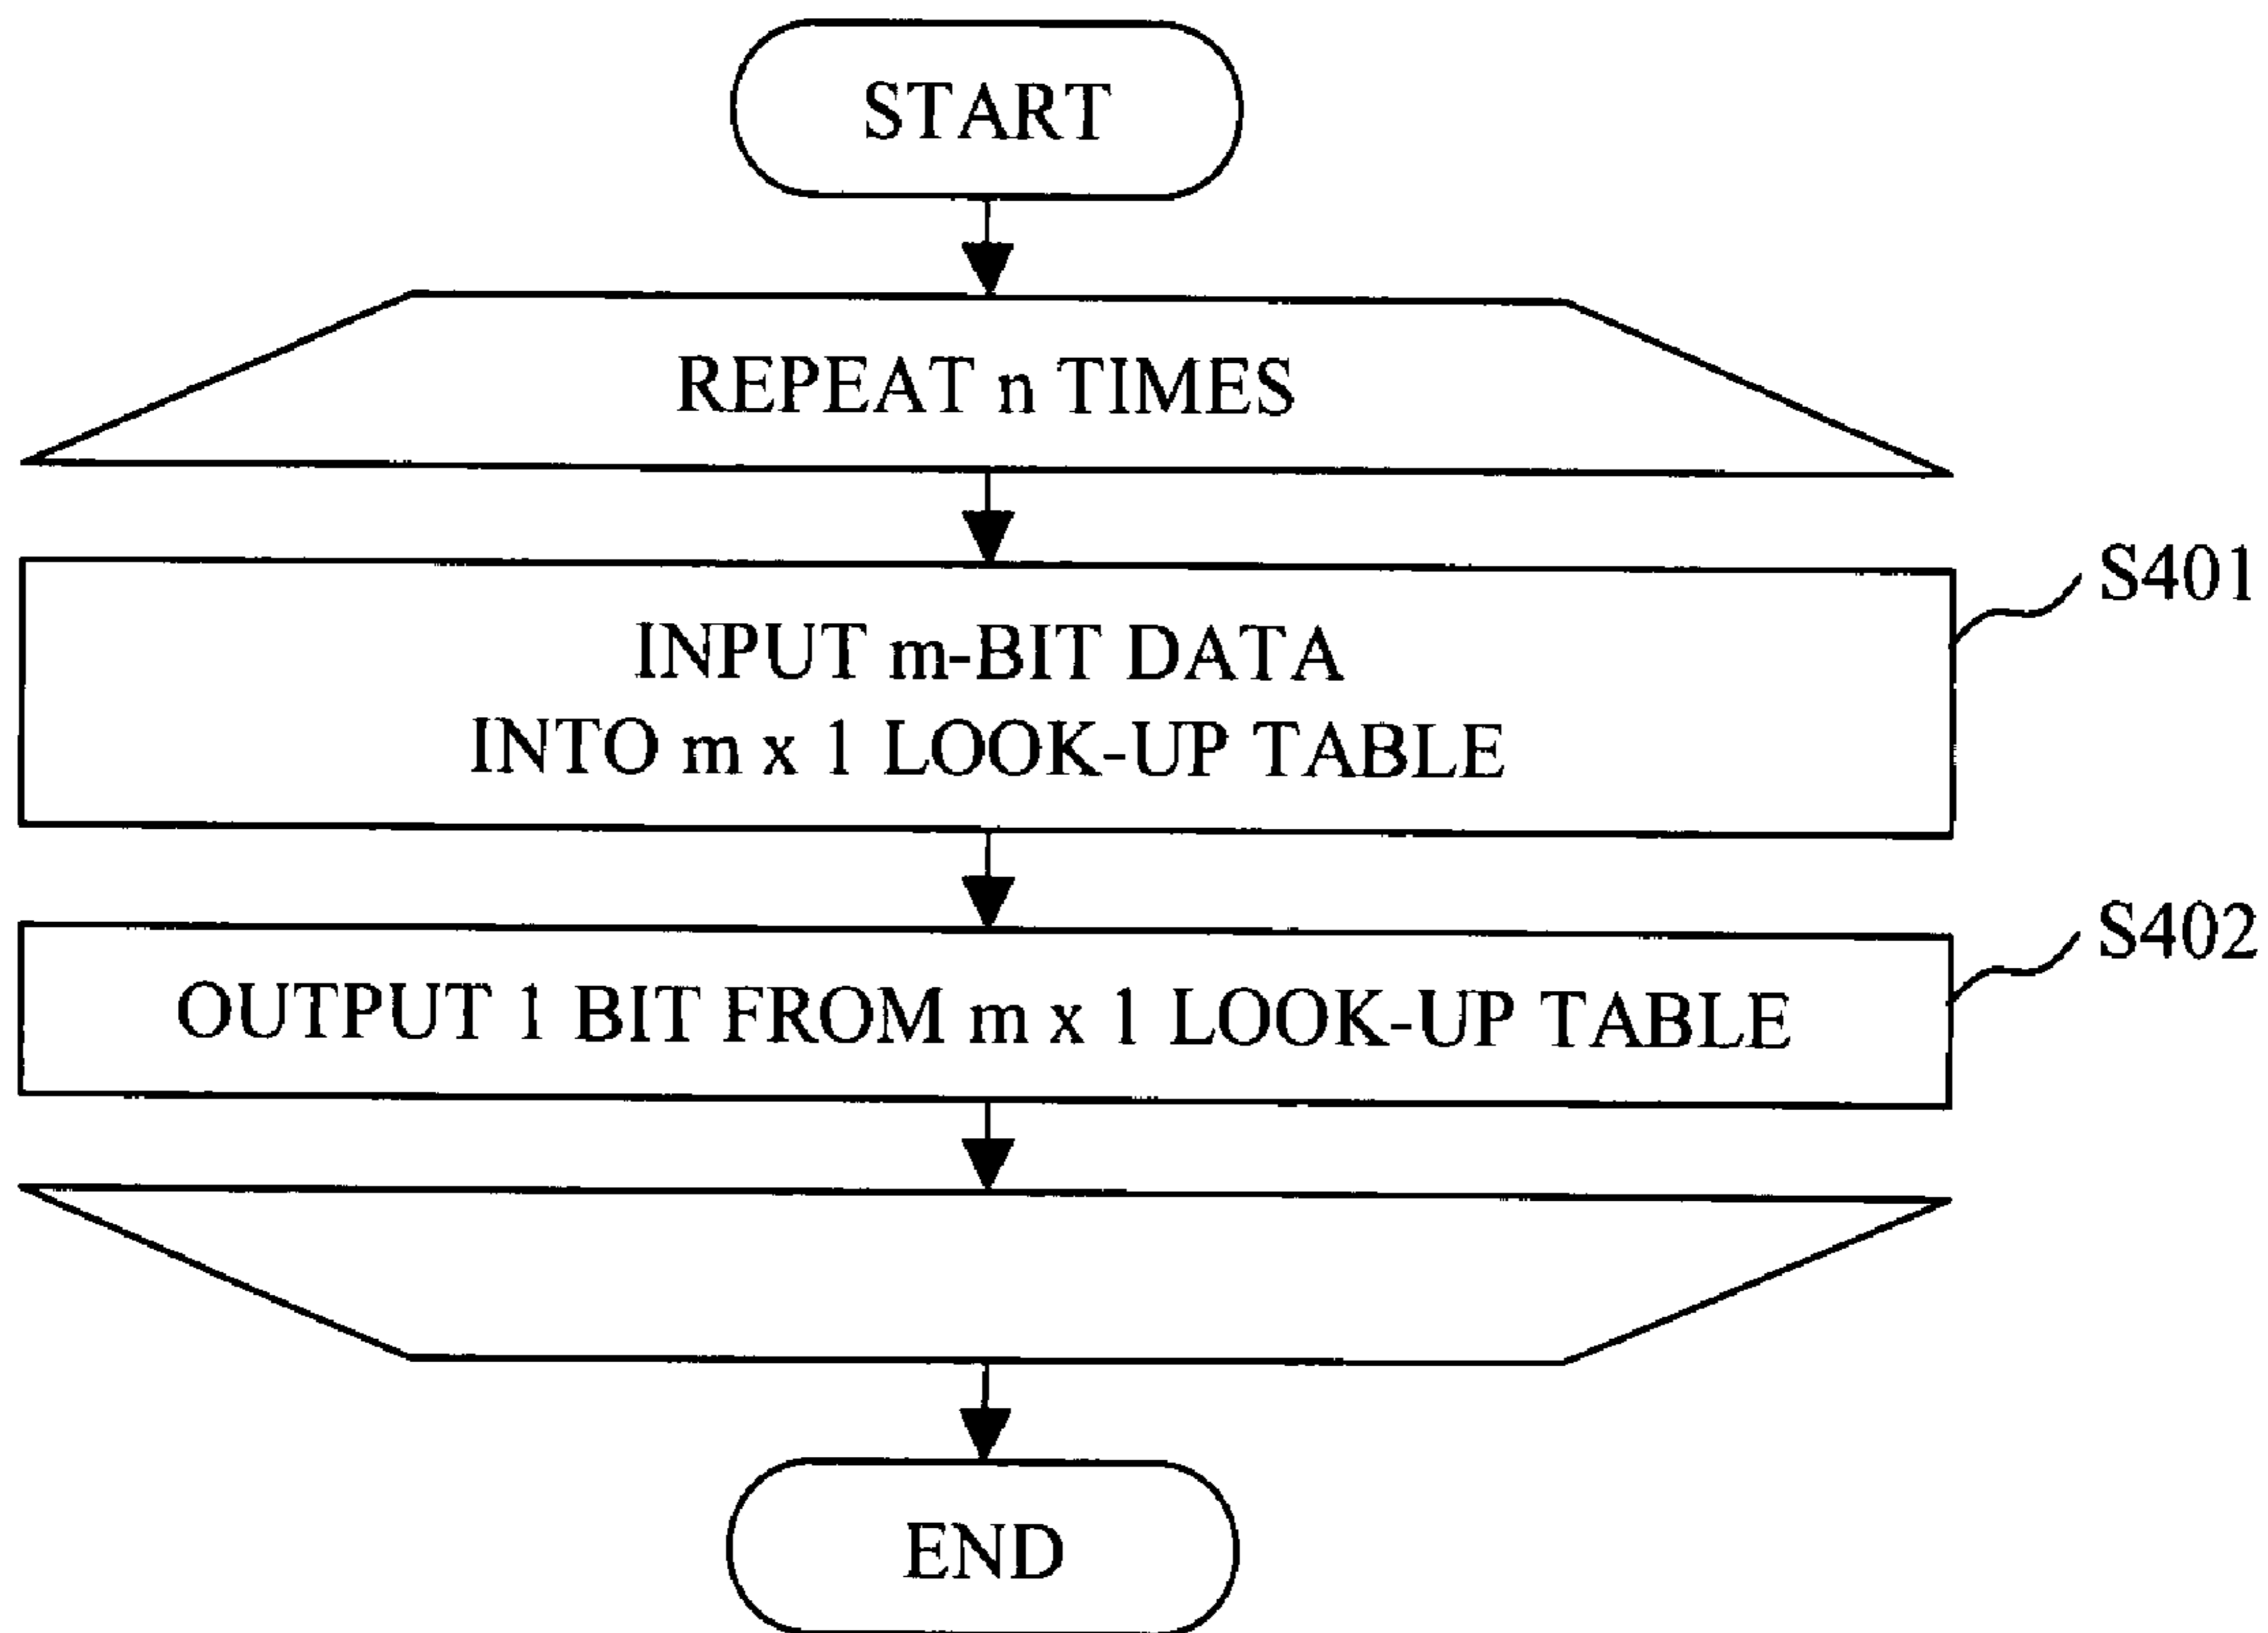 START
REPEAT n TIMES
S401
INPUT m-BIT DATA
INTO m x 1 LOOK-UP TABLE
S402
OUTPUT 1 BIT FROM m x 1 LOOK-UP TABLE
END